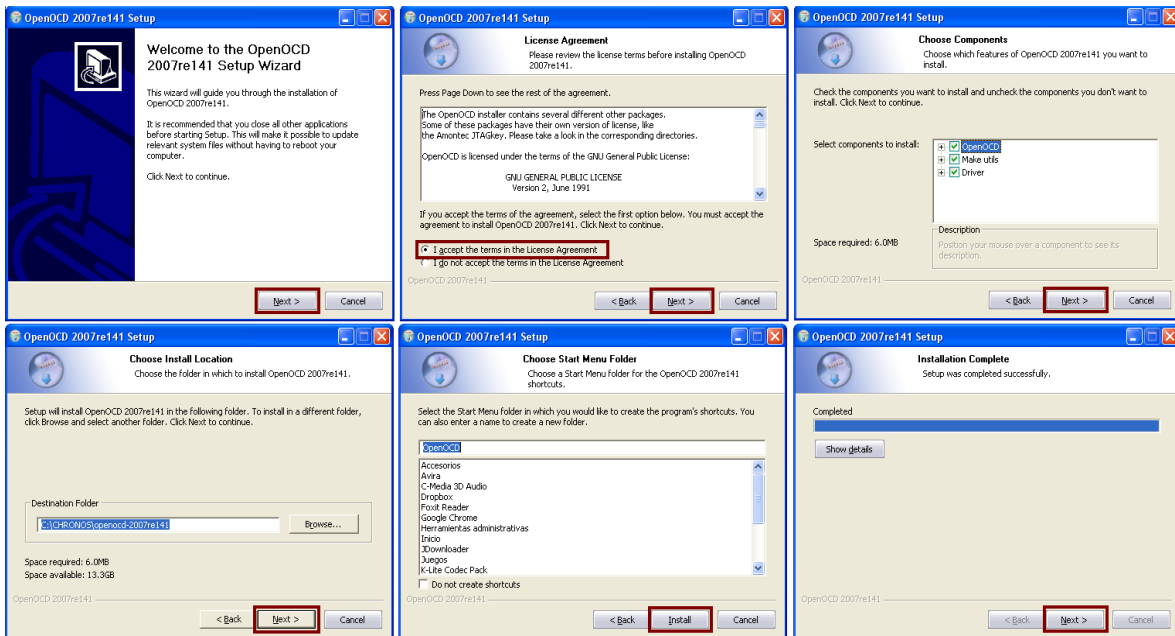 OpenOCD 2007re141 Setup
Welcome to the OpenOCD
2007re141 Setup Wizard
This wizard will guide you through the installation of
OpenOCD 2007re141.
It is recommended that you close all other applications
before starting Setup. This will make it possible to update
relevant system files without having to reboot your
computer.
Click Next to continue.
Next >
Cancel
OpenOCD 2007re141 Setup
License Agreement
Please review the license terms before installing OpenOCD
2007re141.
Press Page Down to see the rest of the agreement.
The OpenOCD installer contains several different other packages.
Some of these packages have their own version of license, like
the Amontec JTAGkey. Please take a look in the corresponding directories.
OpenOCD is licensed under the terms of the GNU General Public License:
GNU GENERAL PUBLIC LICENSE
Version 2, June 1991
If you accept the terms of the agreement, select the first option below. You must accept the
agreement to install OpenOCD 2007re141. Click Next to continue.
I accept the terms in the License Agreement
I do not accept the terms in the License Agreement
OpenOCD 2007re141
< Back
Next >
Cancel
OpenOCD 2007re141 Setup
Choose Components
Choose which features of OpenOCD 2007re141 you want to
install.
Check the components you want to install and uncheck the components you don't want to
install. Click Next to continue.
Select components to install:
OpenOCD
Make utils
Driver
Space required: 6.0MB
Description
Position your mouse over a component to see its
description.
OpenOCD 2007re141
< Back
Next >
Cancel
OpenOCD 2007re141 Setup
Choose Install Location
Choose the folder in which to install OpenOCD 2007re141.
Setup will install OpenOCD 2007re141 in the following folder. To install in a different folder,
click Browse and select another folder. Click Next to continue.
Destination Folder
C:\CHRONOS\openocd-2007re141
Browse...
Space required: 6.0MB
Space available: 13.3GB
OpenOCD 2007re141
< Back
Next >
Cancel
OpenOCD 2007re141 Setup
Choose Start Menu Folder
Choose a Start Menu folder for the OpenOCD 2007re141
shortcuts.
Select the Start Menu folder in which you would like to create the program's shortcuts. You
can also enter a name to create a new folder.
OpenOCD
Accesorios
Avira
C-Media 3D Audio
Dropbox
Foxit Reader
Google Chrome
Herramientas administrativas
Inicio
JDownloader
Juegos
K-Lite Codec Pack
Do not create shortcuts
OpenOCD 2007re141
< Back
Install
Cancel
OpenOCD 2007re141 Setup
Installation Complete
Setup was completed successfully.
Completed
Show details
OpenOCD 2007re141
< Back
Next >
Cancel